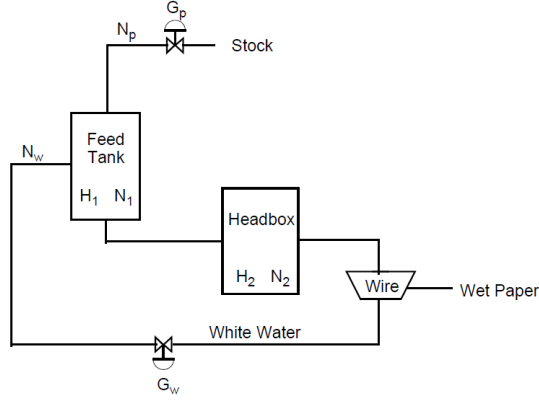 Gp
Np
Stock
Feed
Tank
Nw
H1 N1
Headbox
H2 N2
Wire
Wet Paper
White Water
Gw